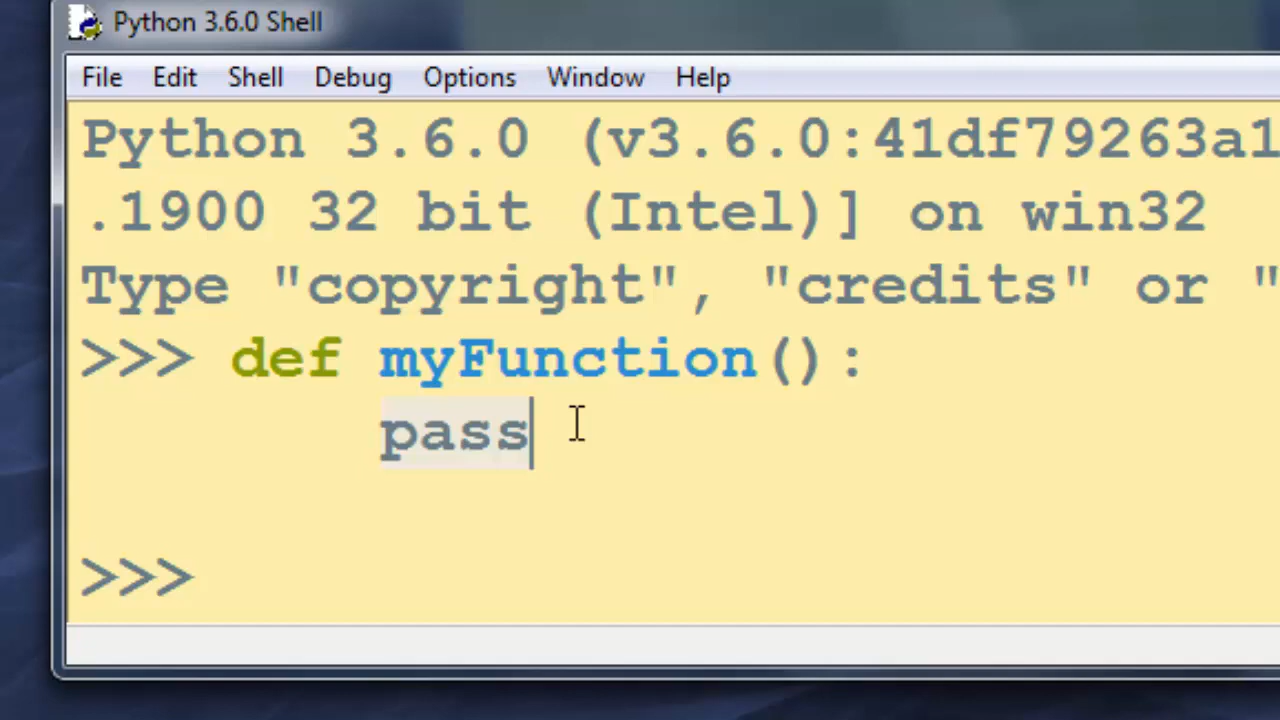 Python 3.6.0 Shell
File Edit Shell Debug Options Window Help
Python 3.6.0 (v3.6.0:41df79263a1
.1900 32 bit (Intel)] on win32
Type "copyright", "credits" or "
>>> def myFunction():
pass
>>>